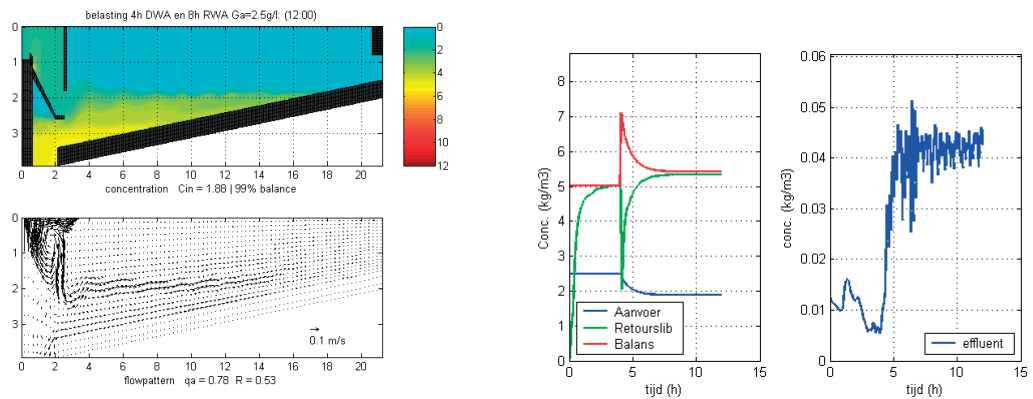 belasting 4h DWA en 8h RWA Ga=2.5g/l: (12:00)
0
1
2
3
0 2 4 6 8 10 12 14 16 18 20
0
2
4
6
8
10
12
concentration Cin = 1.88 | 99% balance
0
1
2
3
0 2 4 6 8 10 12 14 16 18 20
0.1 m/s
flowpattern qa = 0.78 R = 0.53
Conc. (kg/m3)
8
7
6
5
4
3
2
1
0
0 5 10 15
tijd (h)
Aanvoer
Retourslib
Balans
conc. (kg/m3)
0.06
0.05
0.04
0.03
0.02
0.01
0
0 5 10 15
tijd (h)
effluent